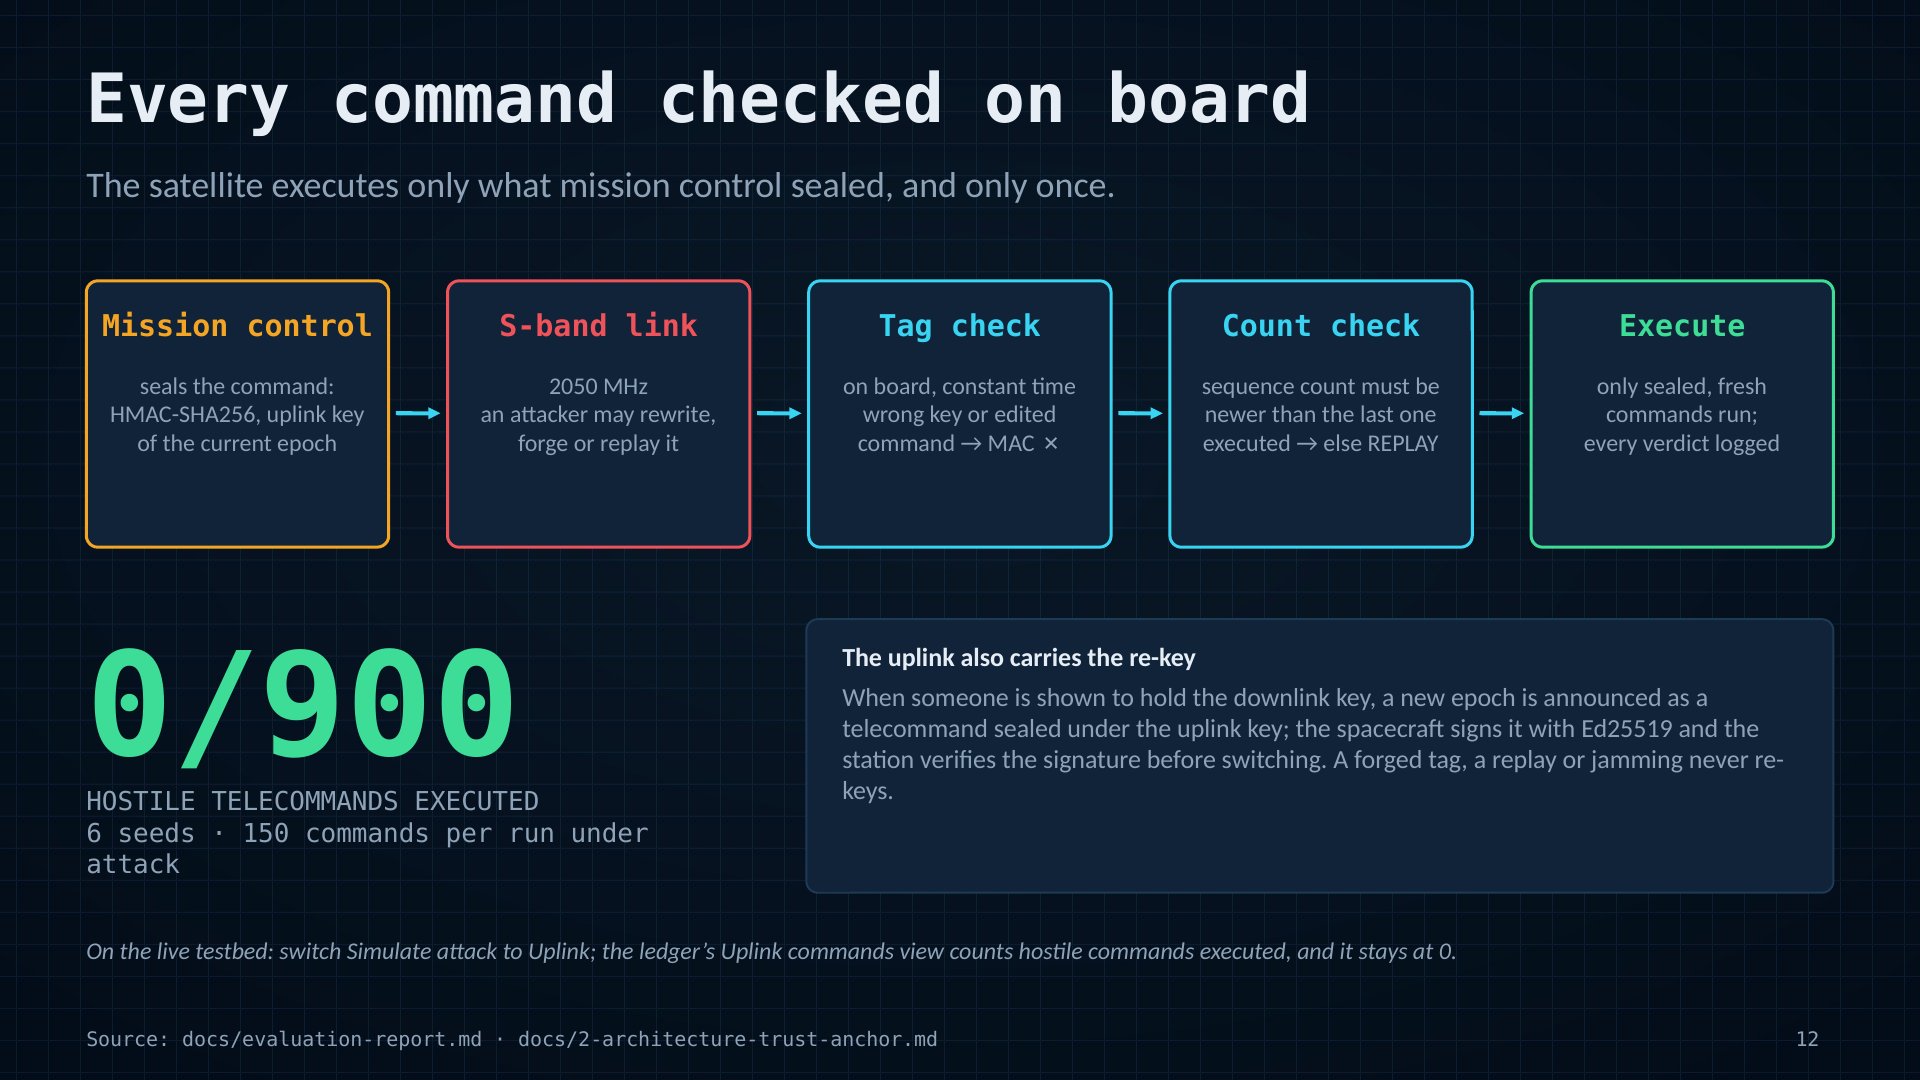 Every command checked on board
The satellite executes only what mission control sealed, and only once.
Mission control
seals the command:
HMAC-SHA256, uplink key
of the current epoch
S-band link
2050 MHz
an attacker may rewrite,
forge or replay it
Tag check
on board, constant time
wrong key or edited
command → MAC ✕
Count check
sequence count must be
newer than the last one
executed → else REPLAY
Execute
only sealed, fresh
commands run;
every verdict logged
0/900
HOSTILE TELECOMMANDS EXECUTED
6 seeds · 150 commands per run under
attack
The uplink also carries the re-key
When someone is shown to hold the downlink key, a new epoch is announced as a
telecommand sealed under the uplink key; the spacecraft signs it with Ed25519 and the
station verifies the signature before switching. A forged tag, a replay or jamming never re-
keys.
On the live testbed: switch Simulate attack to Uplink; the ledger’s Uplink commands view counts hostile commands executed, and it stays at 0.
Source: docs/evaluation-report.md · docs/2-architecture-trust-anchor.md
12